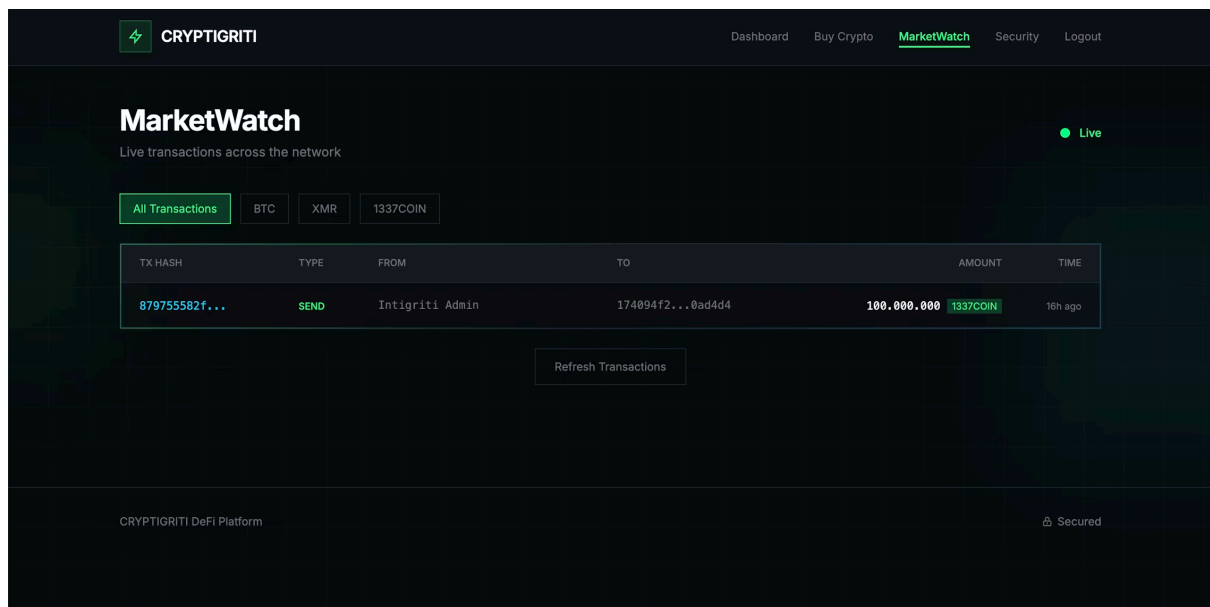 CRYPTIGRITI
Dashboard Buy Crypto MarketWatch Security Logout
MarketWatch
Live transactions across the network
Live
All Transactions BTC XMR 1337COIN
TX HASH TYPE FROM TO AMOUNT TIME
879755582f... SEND Intigriti Admin 174094f2...0ad4d4 100.000.000 1337COIN 16h ago
Refresh Transactions
CRYPTIGRITI DeFi Platform Secured